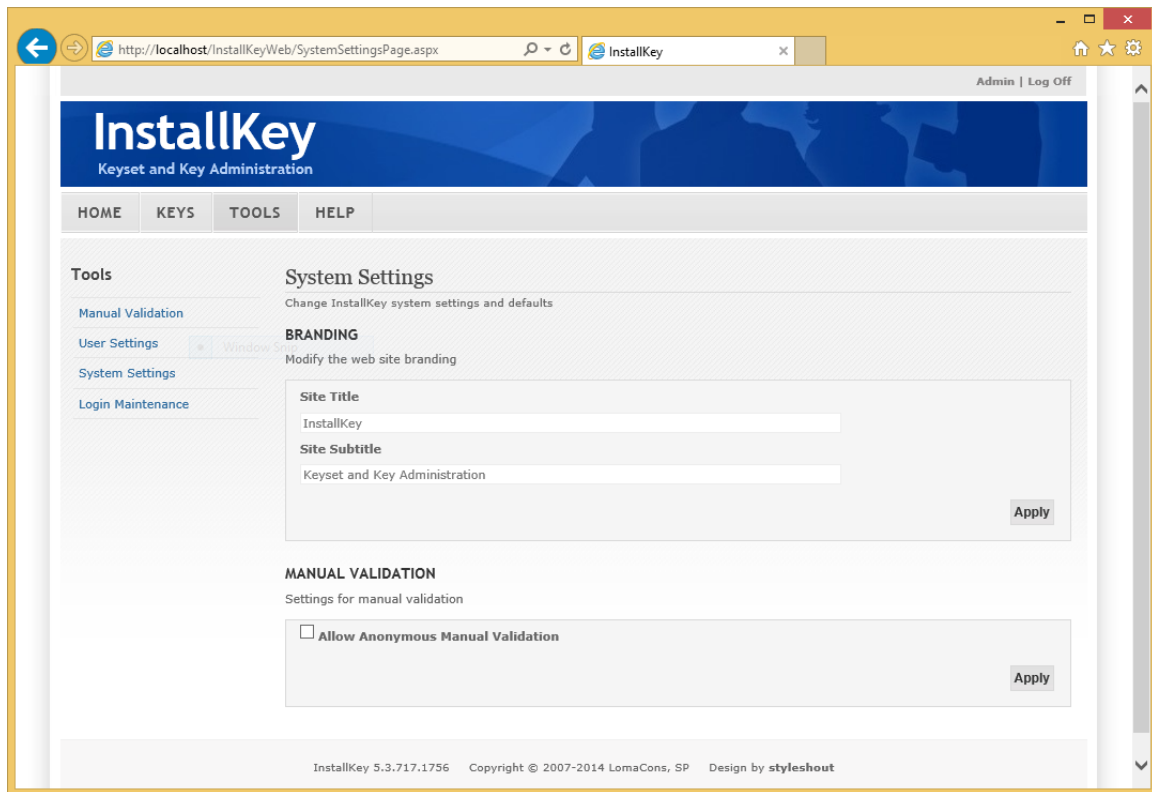 http://localhost/InstallKeyWeb/SystemSettingsPage.aspx
InstallKey
Admin | Log Off
InstallKey
Keyset and Key Administration
HOME KEYS TOOLS HELP
Tools
Manual Validation
User Settings
Window Snip
System Settings
Login Maintenance
System Settings
Change InstallKey system settings and defaults
BRANDING
Modify the web site branding
Site Title
InstallKey
Site Subtitle
Keyset and Key Administration
Apply
MANUAL VALIDATION
Settings for manual validation
Allow Anonymous Manual Validation
Apply
InstallKey 5.3.717.1756 Copyright © 2007-2014 LomaCons, SP Design by styleshout